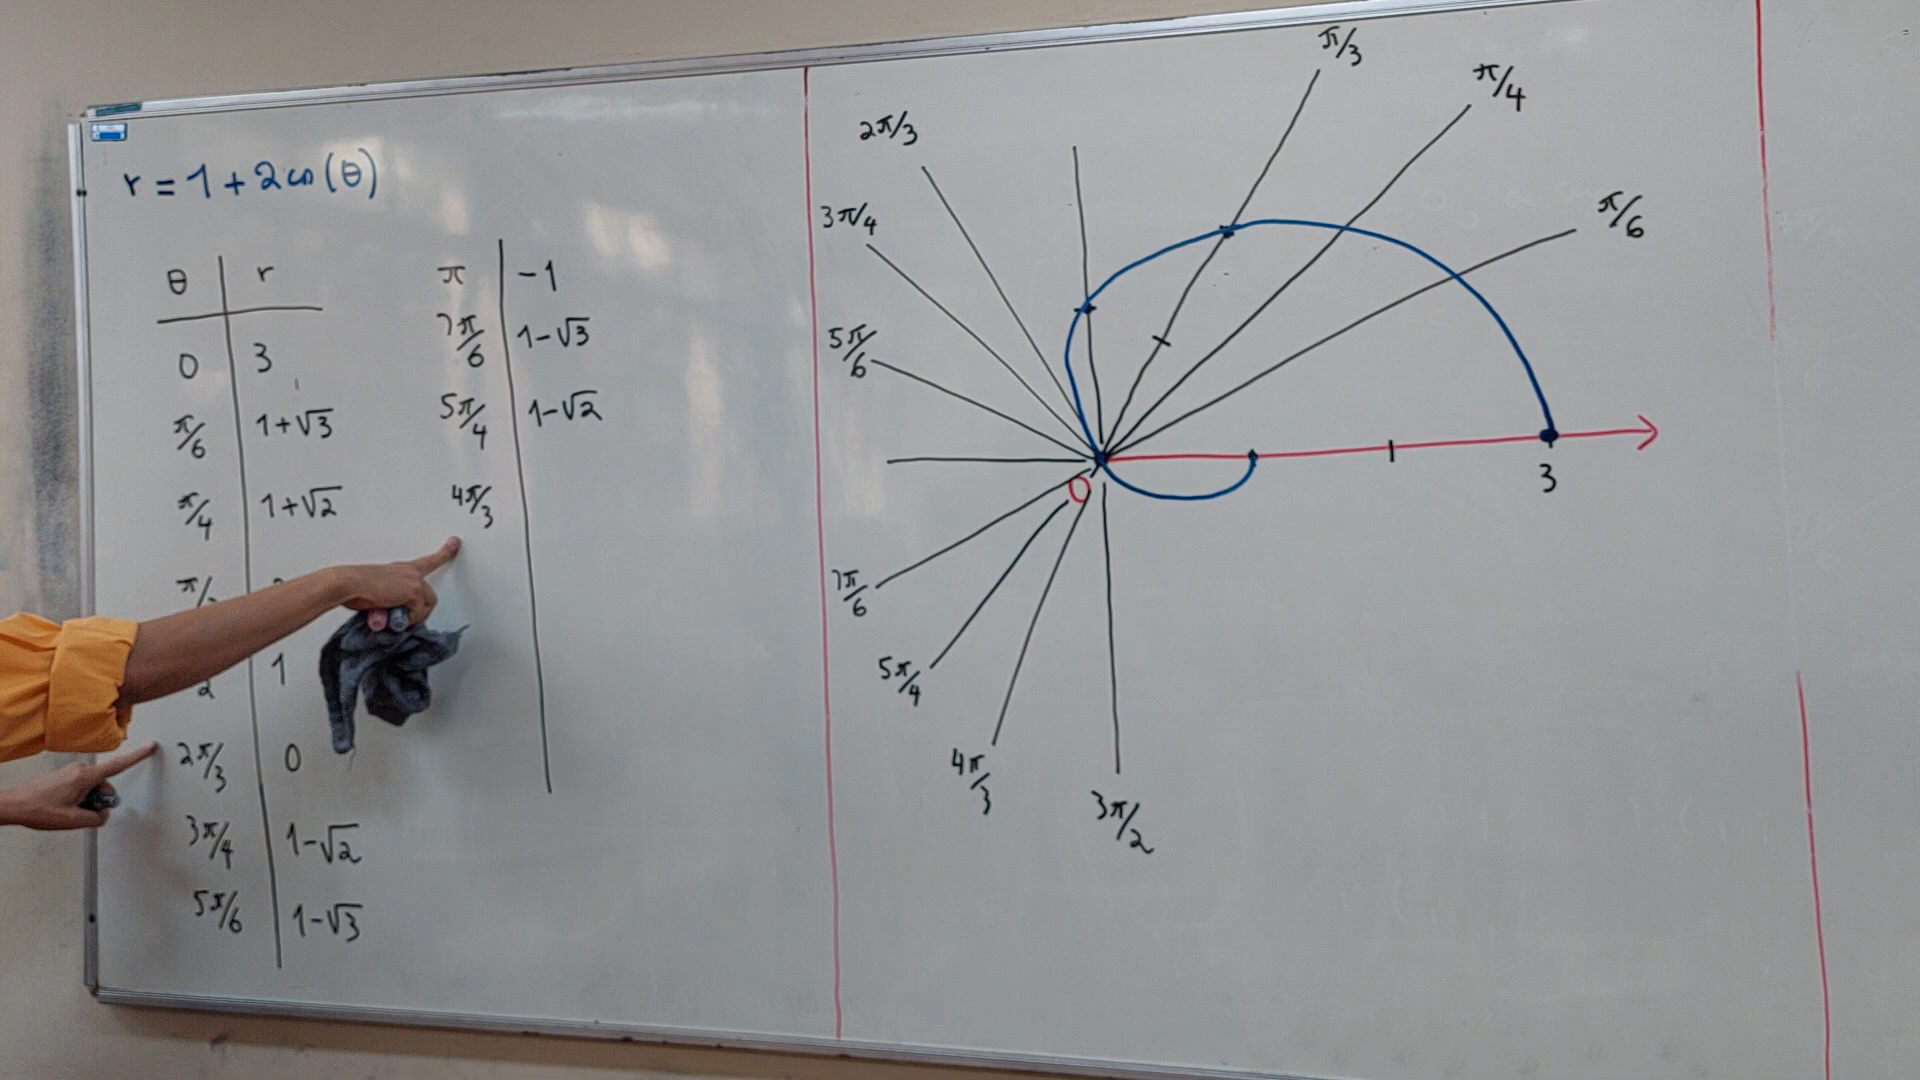 r = 1 + 2cos(θ)
θ | r
0 | 3
π/6 | 1+√3
π/4 | 1+√2
π/
2 | 1
2π/3 | 0
3π/4 | 1-√2
5π/6 | 1-√3
π | -1
7π/6 | 1-√3
5π/4 | 1-√2
4π/3
π/3
π/4
2π/3
π/6
3π/4
5π/6
0
3
7π/6
5π/4
4π/3
3π/2